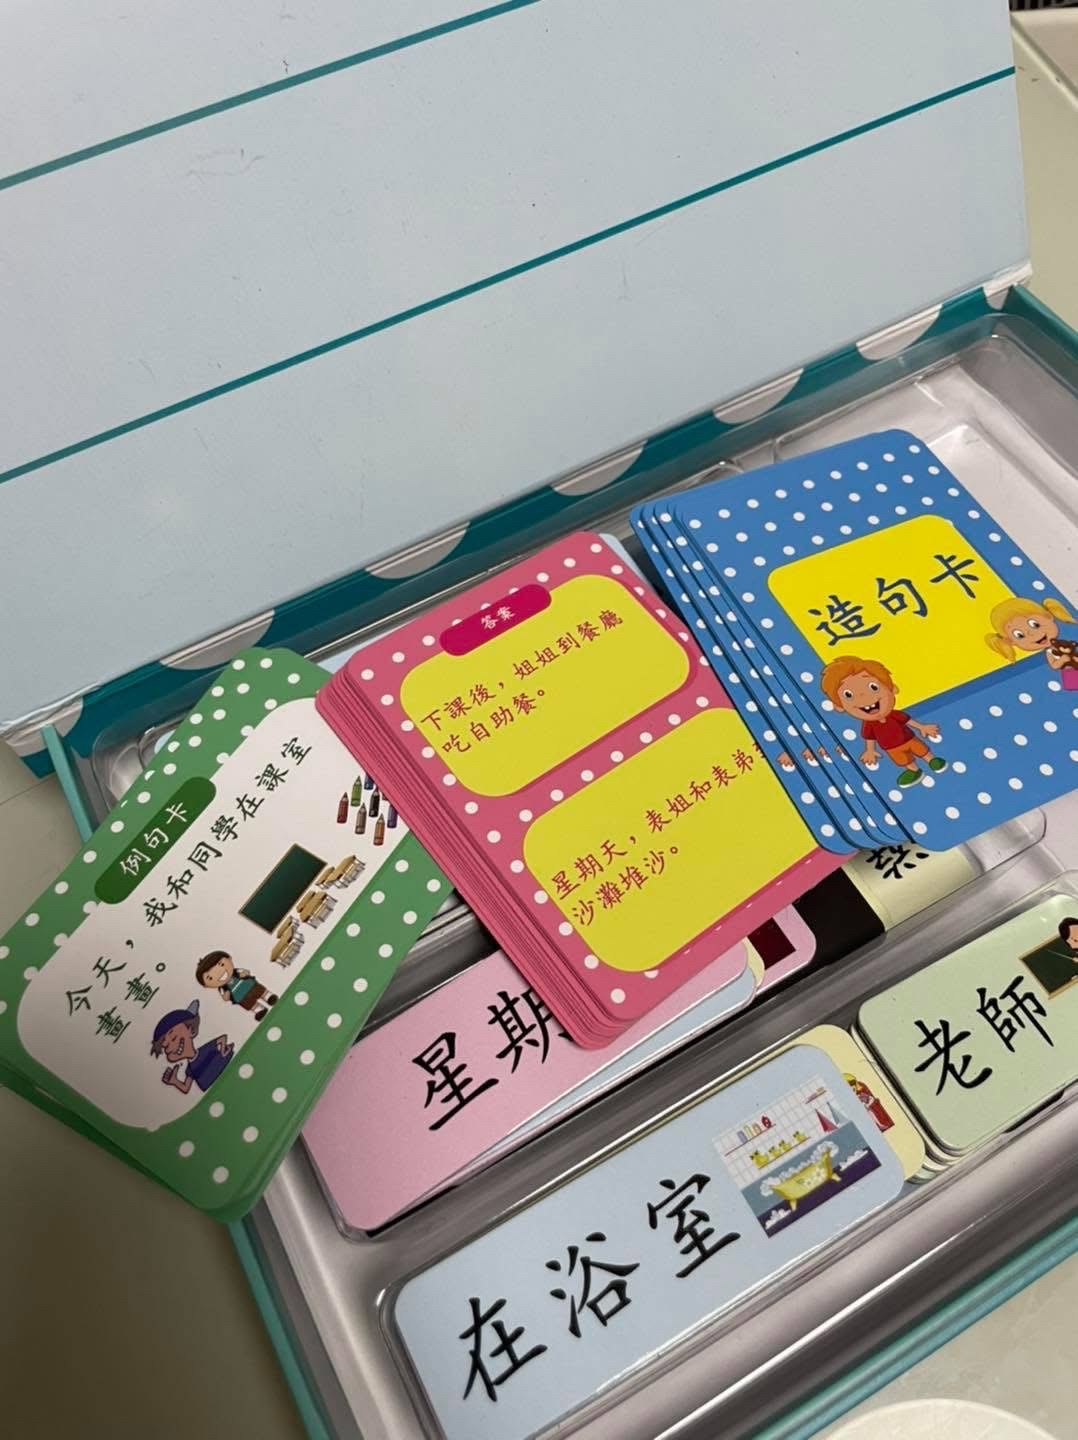 造句卡
答案
下課後，姐姐到餐廳
吃自助餐。
星期天，表姐和表弟
沙灘堆沙。
例句卡
今天，我和同學在課室
畫畫。
星期
老師
在浴室